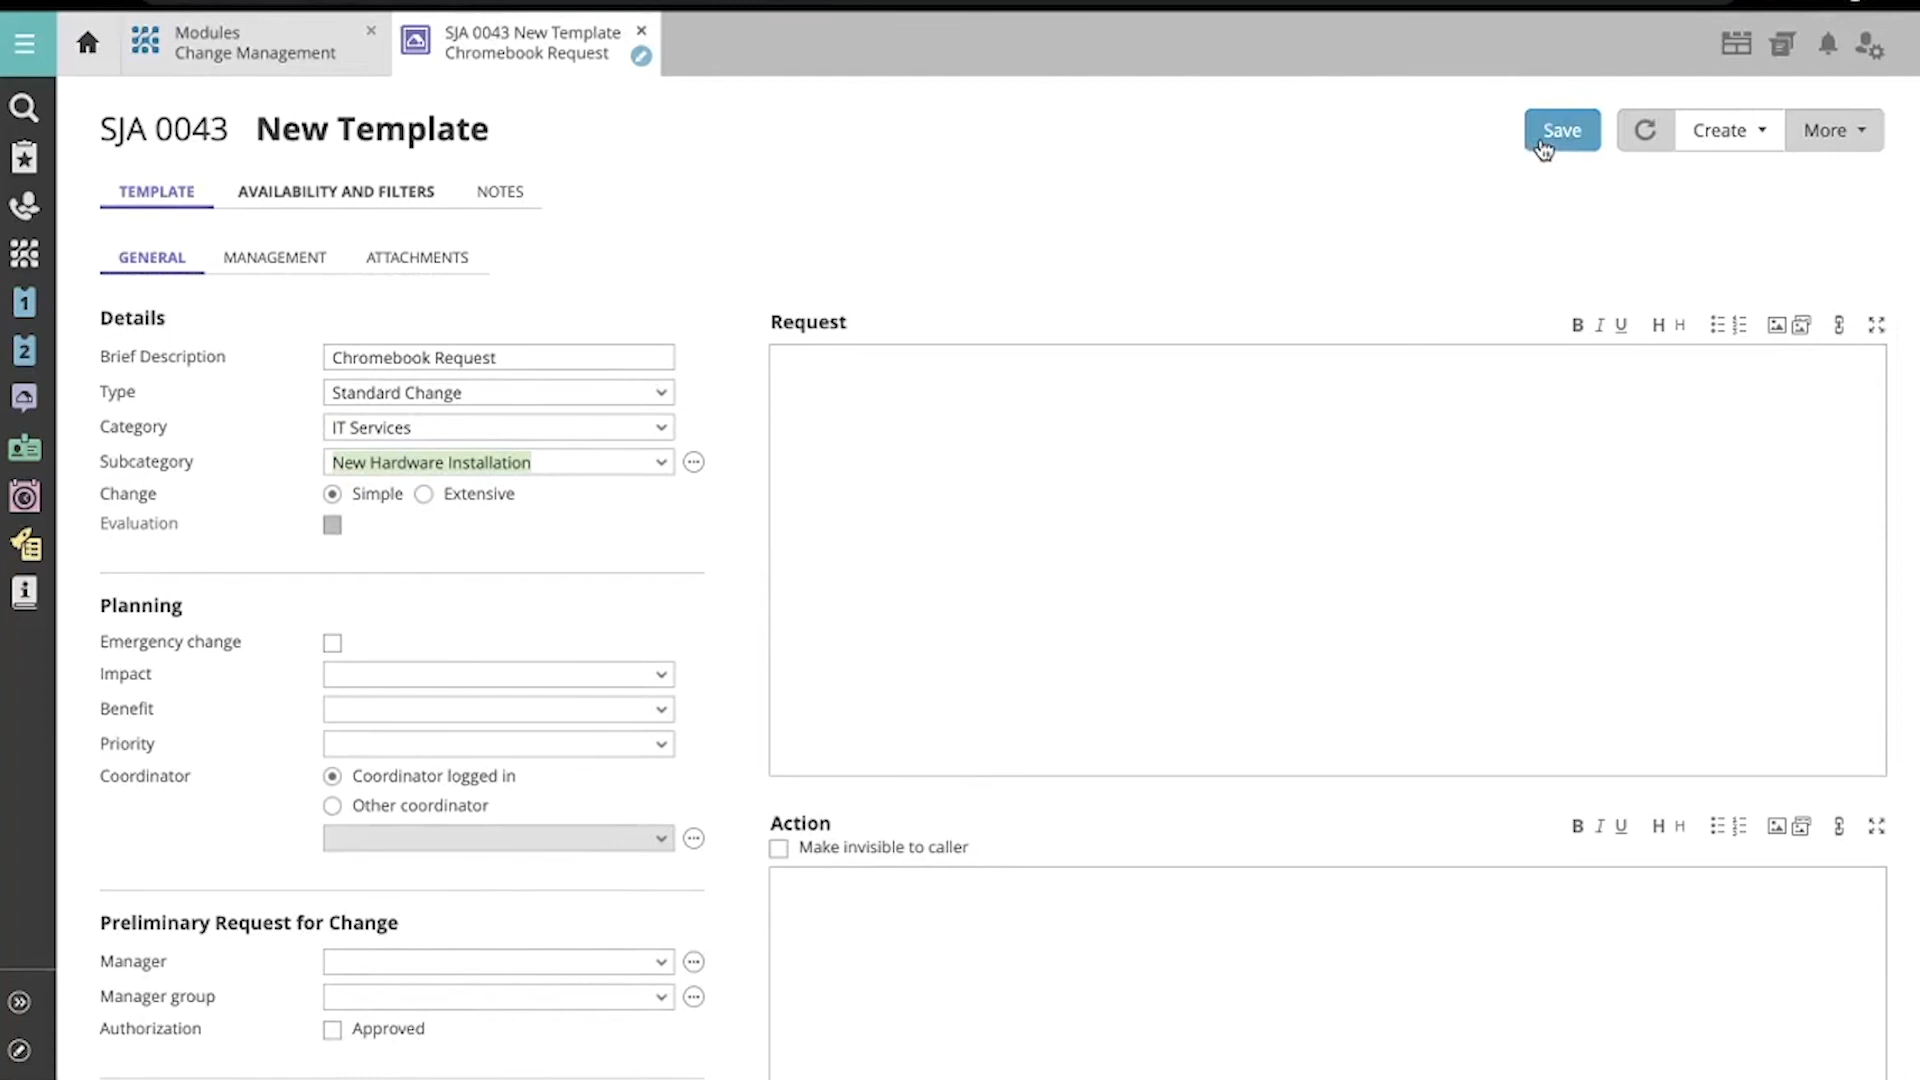 Modules
Change Management
SJA 0043 New Template
Chromebook Request
SJA 0043 New Template
Save
Create
More
TEMPLATE
AVAILABILITY AND FILTERS
NOTES
GENERAL
MANAGEMENT
ATTACHMENTS
Details
Brief Description
Chromebook Request
Type
Standard Change
Category
IT Services
Subcategory
New Hardware Installation
Change
Simple
Extensive
Evaluation
Planning
Emergency change
Impact
Benefit
Priority
Coordinator
Coordinator logged in
Other coordinator
Preliminary Request for Change
Manager
Manager group
Authorization
Approved
Request
B I U H H
Action
B I U H H
Make invisible to caller
1
2